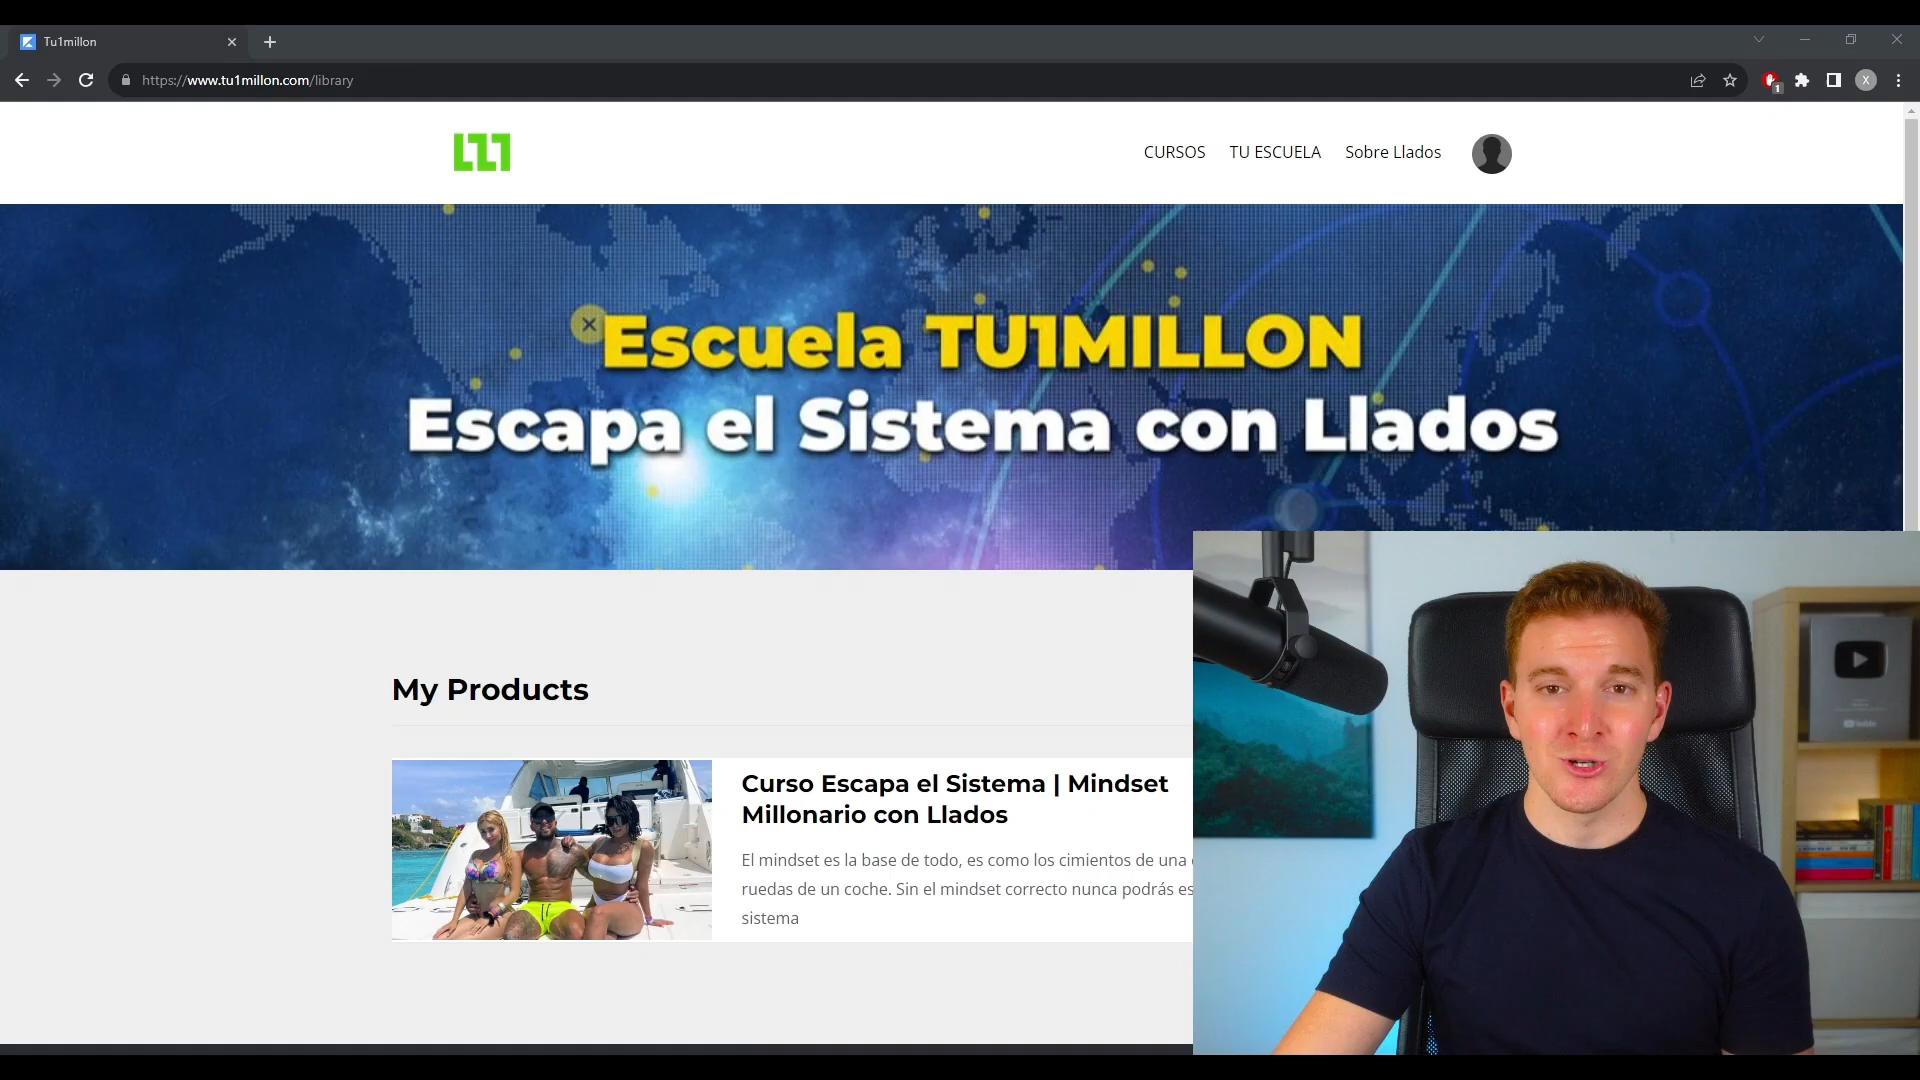 Tu1millon
https://www.tu1millon.com/library
1
X
CURSOS TU ESCUELA Sobre Llados
Escuela TU1MILLON
Escapa el Sistema con Llados
My Products
Curso Escapa el Sistema | Mindset
Millonario con Llados
El mindset es la base de todo, es como los cimientos de una
ruedas de un coche. Sin el mindset correcto nunca podrás es
sistema